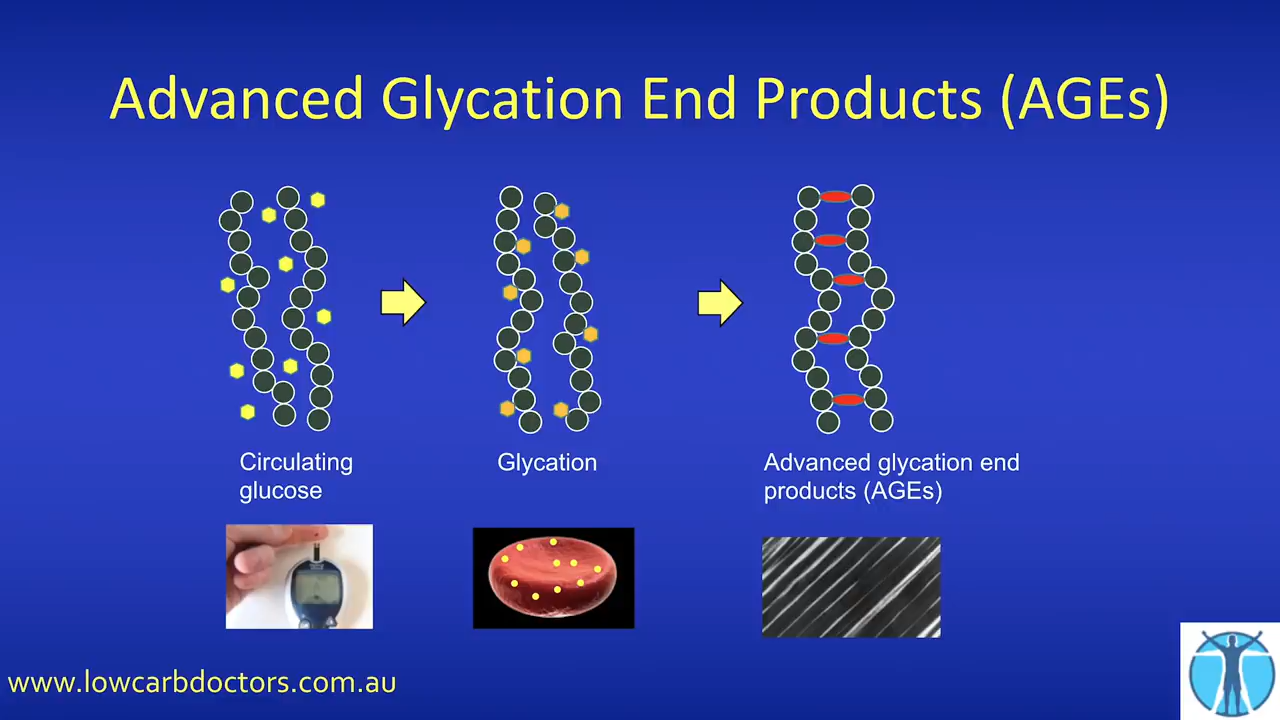 Advanced Glycation End Products (AGEs)
Circulating
glucose
Glycation
Advanced glycation end
products (AGEs)
www.lowcarbdoctors.com.au